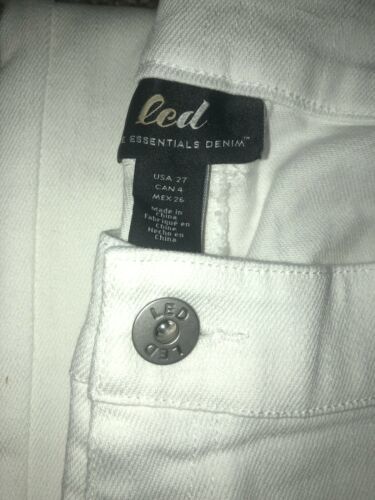 led
E ESSENTIALS DENIM™
USA 27
CAN 4
MEX 26
Made in
China
Fabriqué en
Chine
Hecho en
China
LED
LED